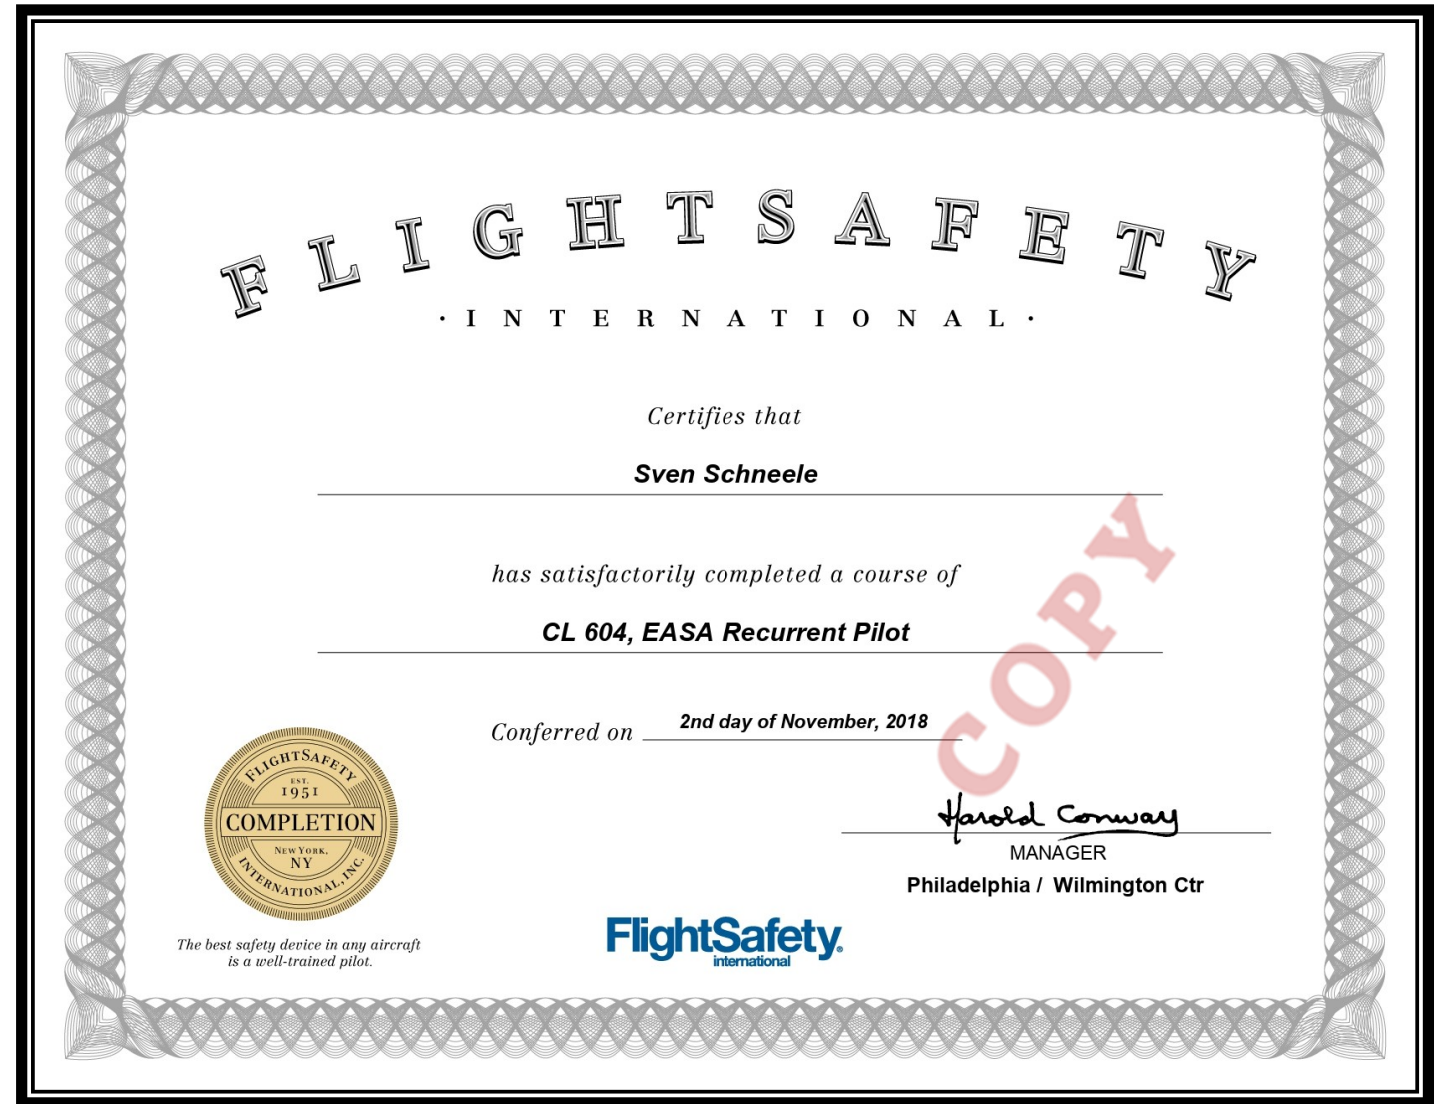 FLIGHTSAFETY
· INTERNATIONAL ·
Certifies that
Sven Schneele
has satisfactorily completed a course of
CL 604, EASA Recurrent Pilot
Conferred on 2nd day of November, 2018
COPY
FLIGHTSAFETY
EST.
1951
COMPLETION
NEW YORK,
NY
INTERNATIONAL, INC.
The best safety device in any aircraft
is a well-trained pilot.
Harold Conway
MANAGER
Philadelphia / Wilmington Ctr
FlightSafety®
international